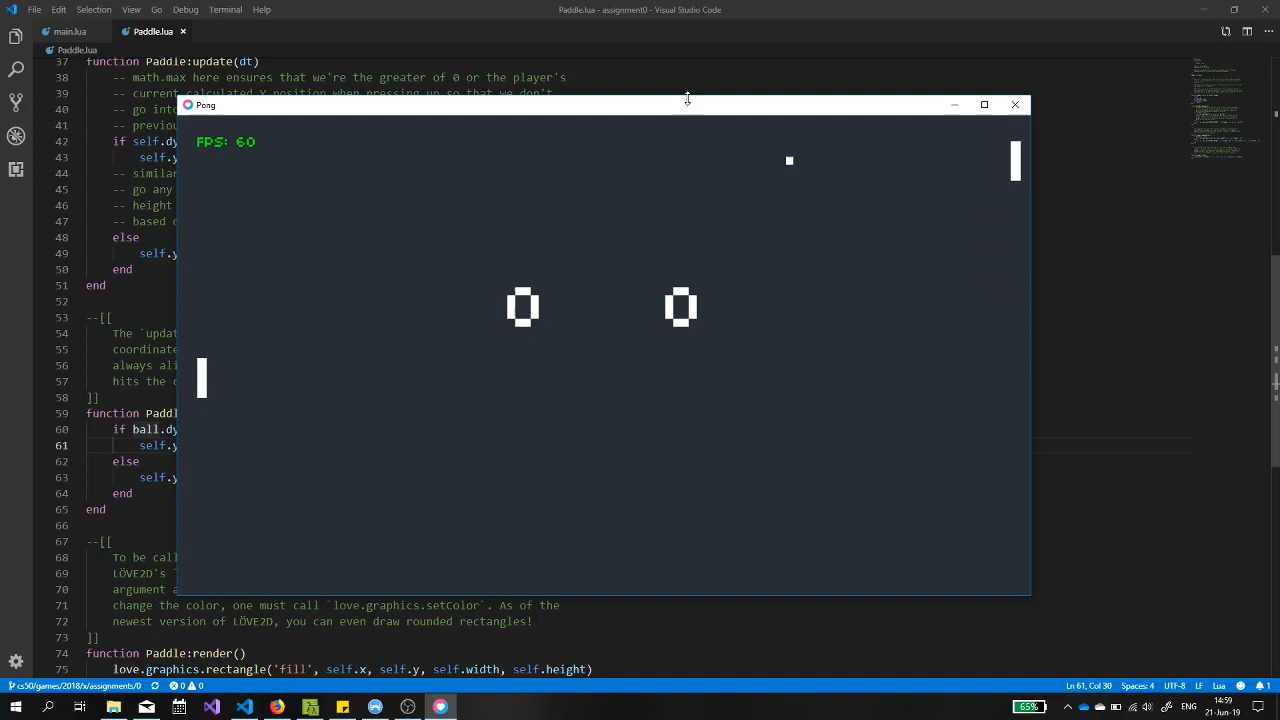 File Edit Selection View Go Debug Terminal Help
Paddle.lua - assignment0 - Visual Studio Code
main.lua Paddle.lua
Paddle.lua
37 function Paddle:update(dt)
38 -- math.max here ensures that we're the greater of 0 or the player's
39 -- current calculated Y position when pressing up so that we don't
40 -- go into
41 -- previou
42 if self.dy
43 self.y
44 -- similar
45 -- go any
46 -- height
47 -- based o
48 else
49 self.y
50 end
51 end
52
53 --[[
54 The `updat
55 coordinate
56 always ali
57 hits the c
58 ]]
59 function Paddl
60 if ball.dy
61 self.y
62 else
63 self.y
64 end
65 end
66
67 --[[
68 To be call
69 LÖVE2D's `
70 argument a
71 change the color, one must call `love.graphics.setColor`. As of the
72 newest version of LÖVE2D, you can even draw rounded rectangles!
73 ]]
74 function Paddle:render()
75 love.graphics.rectangle('fill', self.x, self.y, self.width, self.height)
Pong
FPS: 60
0 0
cs50/games/2018/x/assignments/0 0 0
Ln 61, Col 30 Spaces: 4 UTF-8 LF Lua 1
65% ENG 14:59
21-Jun-19